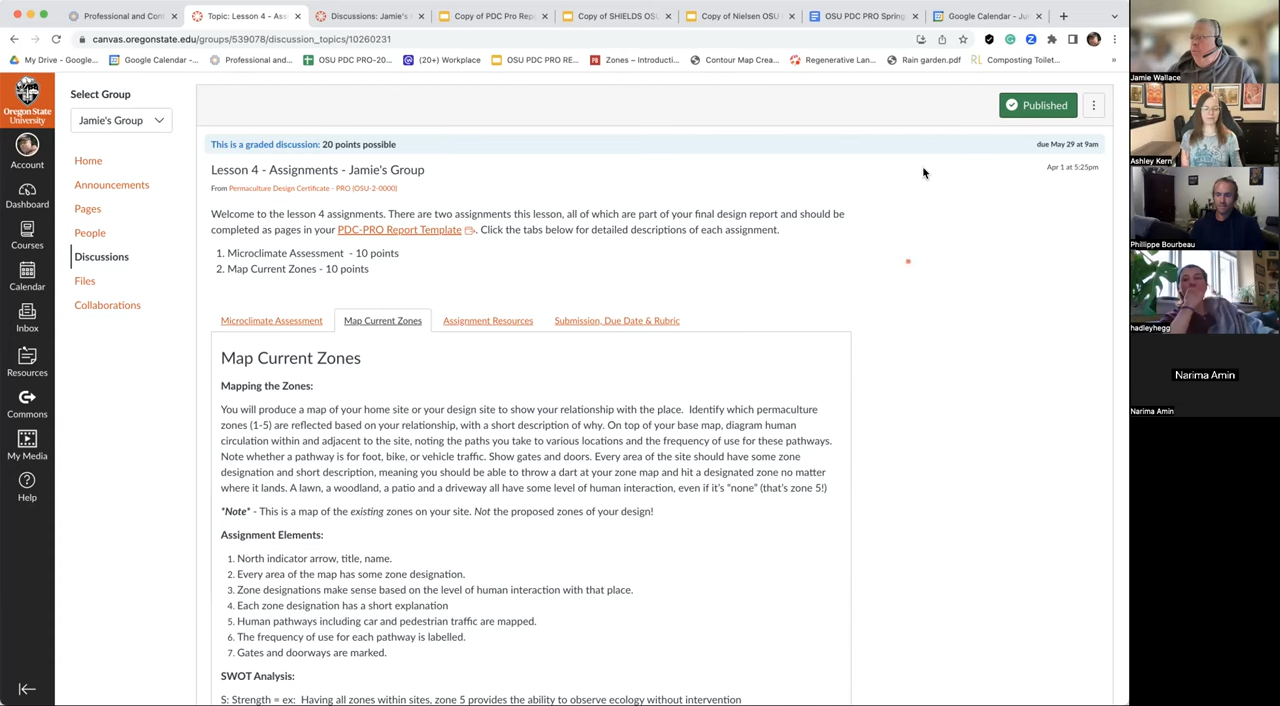 Professional and Con
Topic: Lesson 4 - Ass
Discussions: Jamie's
Copy of PDC Pro Rep
Copy of SHIELDS OSU
Copy of Nielsen OSU
OSU PDC PRO Spring
Google Calendar - Ju
canvas.oregonstate.edu/groups/539078/discussion_topics/10260231
My Drive - Google...
Google Calendar -...
Professional and...
OSU PDC PRO-20...
(20+) Workplace
OSU PDC PRO RE...
Zones – Introducti...
Contour Map Crea...
Regenerative Lan...
Rain garden.pdf
Composting Toilet...
Oregon State
University
Account
Dashboard
Courses
Calendar
Inbox
Resources
Commons
My Media
Help
Select Group
Jamie's Group
Home
Announcements
Pages
People
Discussions
Files
Collaborations
Published
This is a graded discussion: 20 points possible
due May 29 at 9am
Lesson 4 - Assignments - Jamie's Group
Apr 1 at 5:25pm
From Permaculture Design Certificate - PRO (OSU-2-0000)
Welcome to the lesson 4 assignments. There are two assignments this lesson, all of which are part of your final design report and should be
completed as pages in your PDC-PRO Report Template . Click the tabs below for detailed descriptions of each assignment.
1. Microclimate Assessment - 10 points
2. Map Current Zones - 10 points
Microclimate Assessment
Map Current Zones
Assignment Resources
Submission, Due Date & Rubric
Map Current Zones
Mapping the Zones:
You will produce a map of your home site or your design site to show your relationship with the place. Identify which permaculture
zones (1-5) are reflected based on your relationship, with a short description of why. On top of your base map, diagram human
circulation within and adjacent to the site, noting the paths you take to various locations and the frequency of use for these pathways.
Note whether a pathway is for foot, bike, or vehicle traffic. Show gates and doors. Every area of the site should have some zone
designation and short description, meaning you should be able to throw a dart at your zone map and hit a designated zone no matter
where it lands. A lawn, a woodland, a patio and a driveway all have some level of human interaction, even if it's "none" (that's zone 5!)
*Note* - This is a map of the existing zones on your site. Not the proposed zones of your design!
Assignment Elements:
1. North indicator arrow, title, name.
2. Every area of the map has some zone designation.
3. Zone designations make sense based on the level of human interaction with that place.
4. Each zone designation has a short explanation
5. Human pathways including car and pedestrian traffic are mapped.
6. The frequency of use for each pathway is labelled.
7. Gates and doorways are marked.
SWOT Analysis:
S: Strength = ex: Having all zones within sites, zone 5 provides the ability to observe ecology without intervention
Jamie Wallace
Ashley Kern
Phillippe Bourbeau
hadleyhegg
Narima Amin
Narima Amin